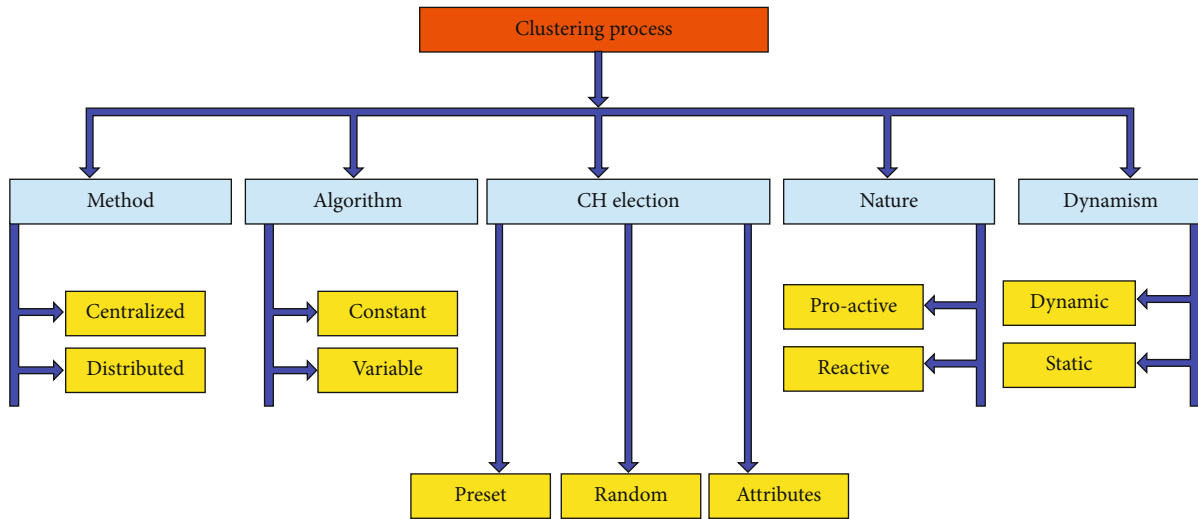 Clustering process
Method
Algorithm
CH election
Nature
Dynamism
Centralized
Distributed
Constant
Variable
Pro-active
Reactive
Dynamic
Static
Preset
Random
Attributes